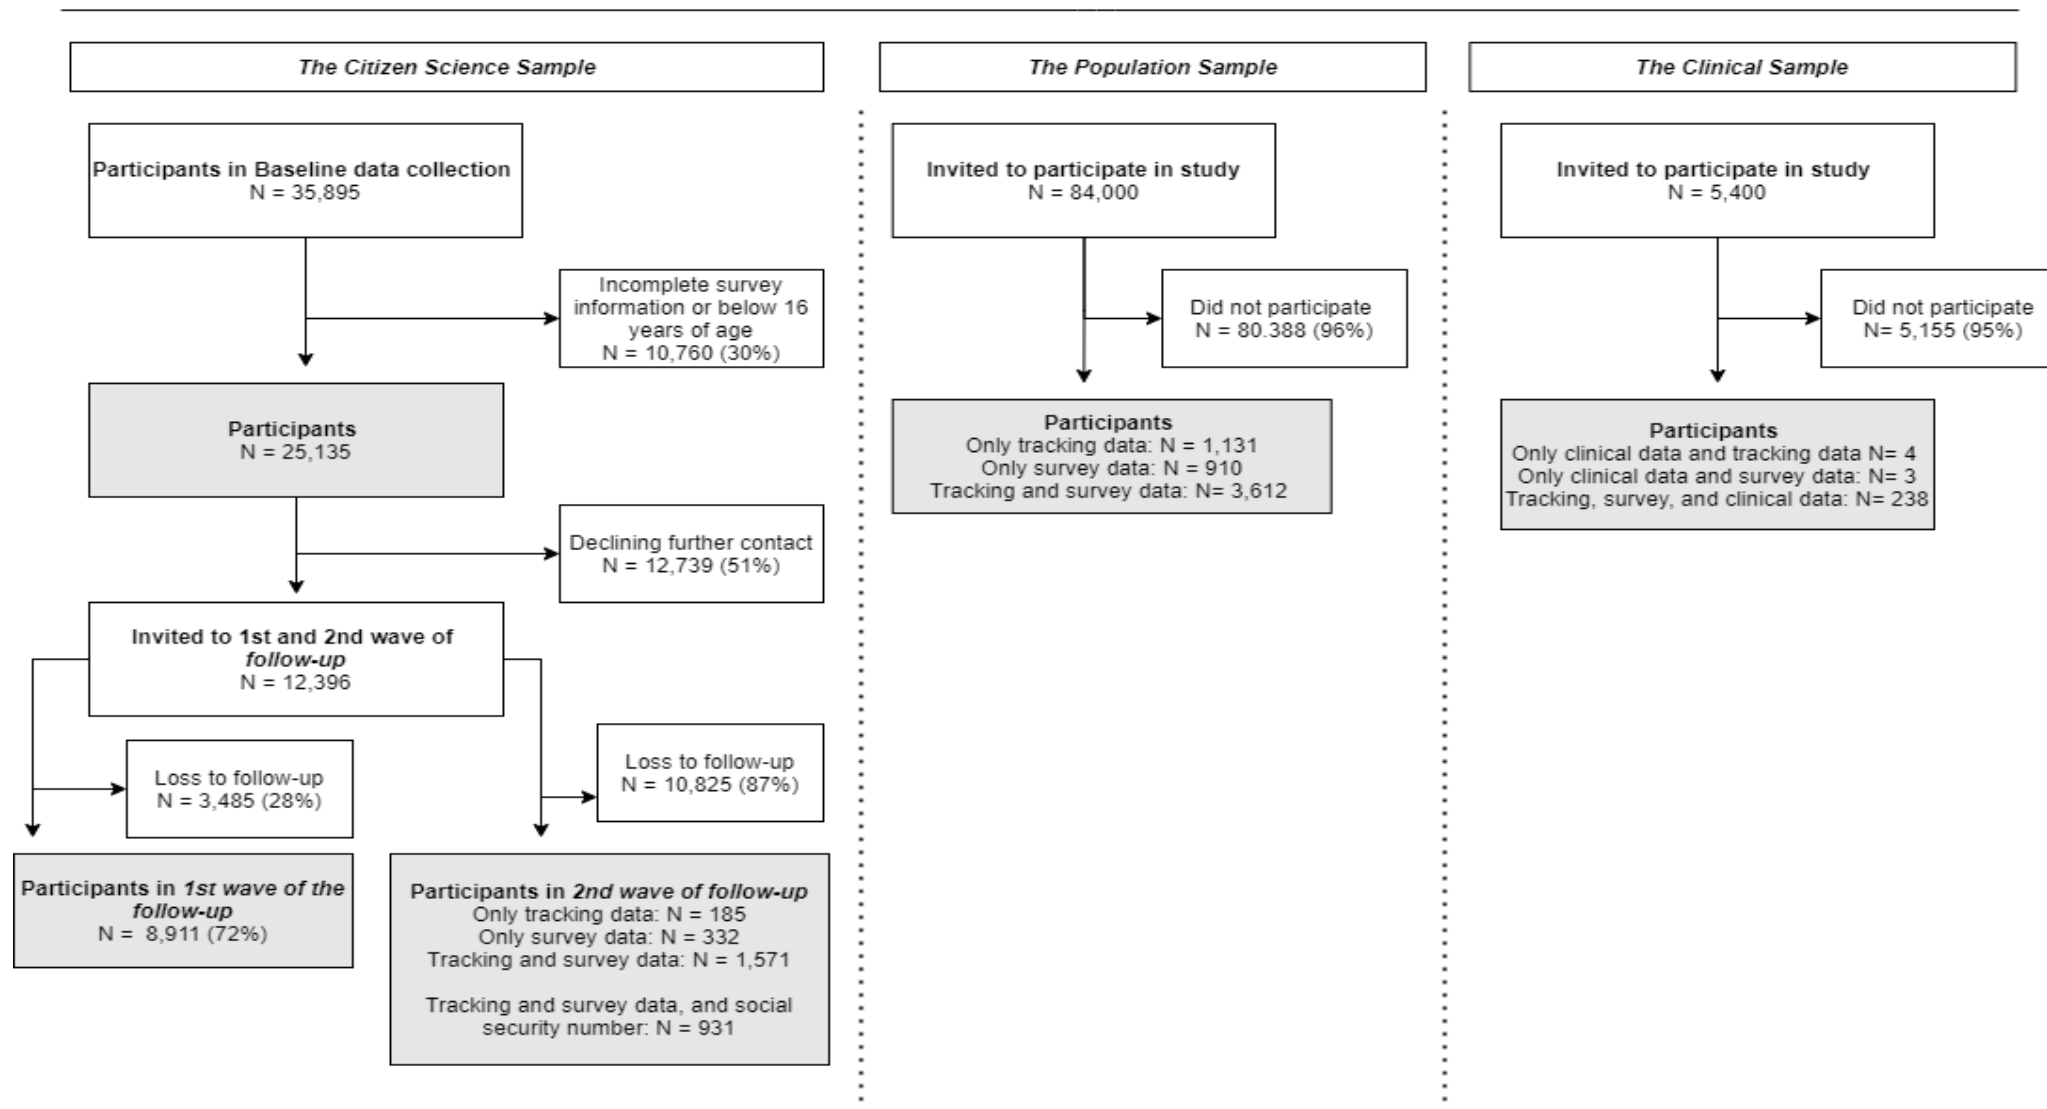 The Citizen Science Sample
Participants in Baseline data collection
N = 35,895
Incomplete survey
information or below 16
years of age
N = 10,760 (30%)
Participants
N = 25,135
Declining further contact
N = 12,739 (51%)
Invited to 1st and 2nd wave of
follow-up
N = 12,396
Loss to follow-up
N = 3,485 (28%)
Loss to follow-up
N = 10,825 (87%)
Participants in 1st wave of the
follow-up
N = 8,911 (72%)
Participants in 2nd wave of follow-up
Only tracking data: N = 185
Only survey data: N = 332
Tracking and survey data: N = 1,571
Tracking and survey data, and social
security number: N = 931
The Population Sample
Invited to participate in study
N = 84,000
Did not participate
N = 80.388 (96%)
Participants
Only tracking data: N = 1,131
Only survey data: N = 910
Tracking and survey data: N= 3,612
The Clinical Sample
Invited to participate in study
N = 5,400
Did not participate
N= 5,155 (95%)
Participants
Only clinical data and tracking data N= 4
Only clinical data and survey data: N= 3
Tracking, survey, and clinical data: N= 238